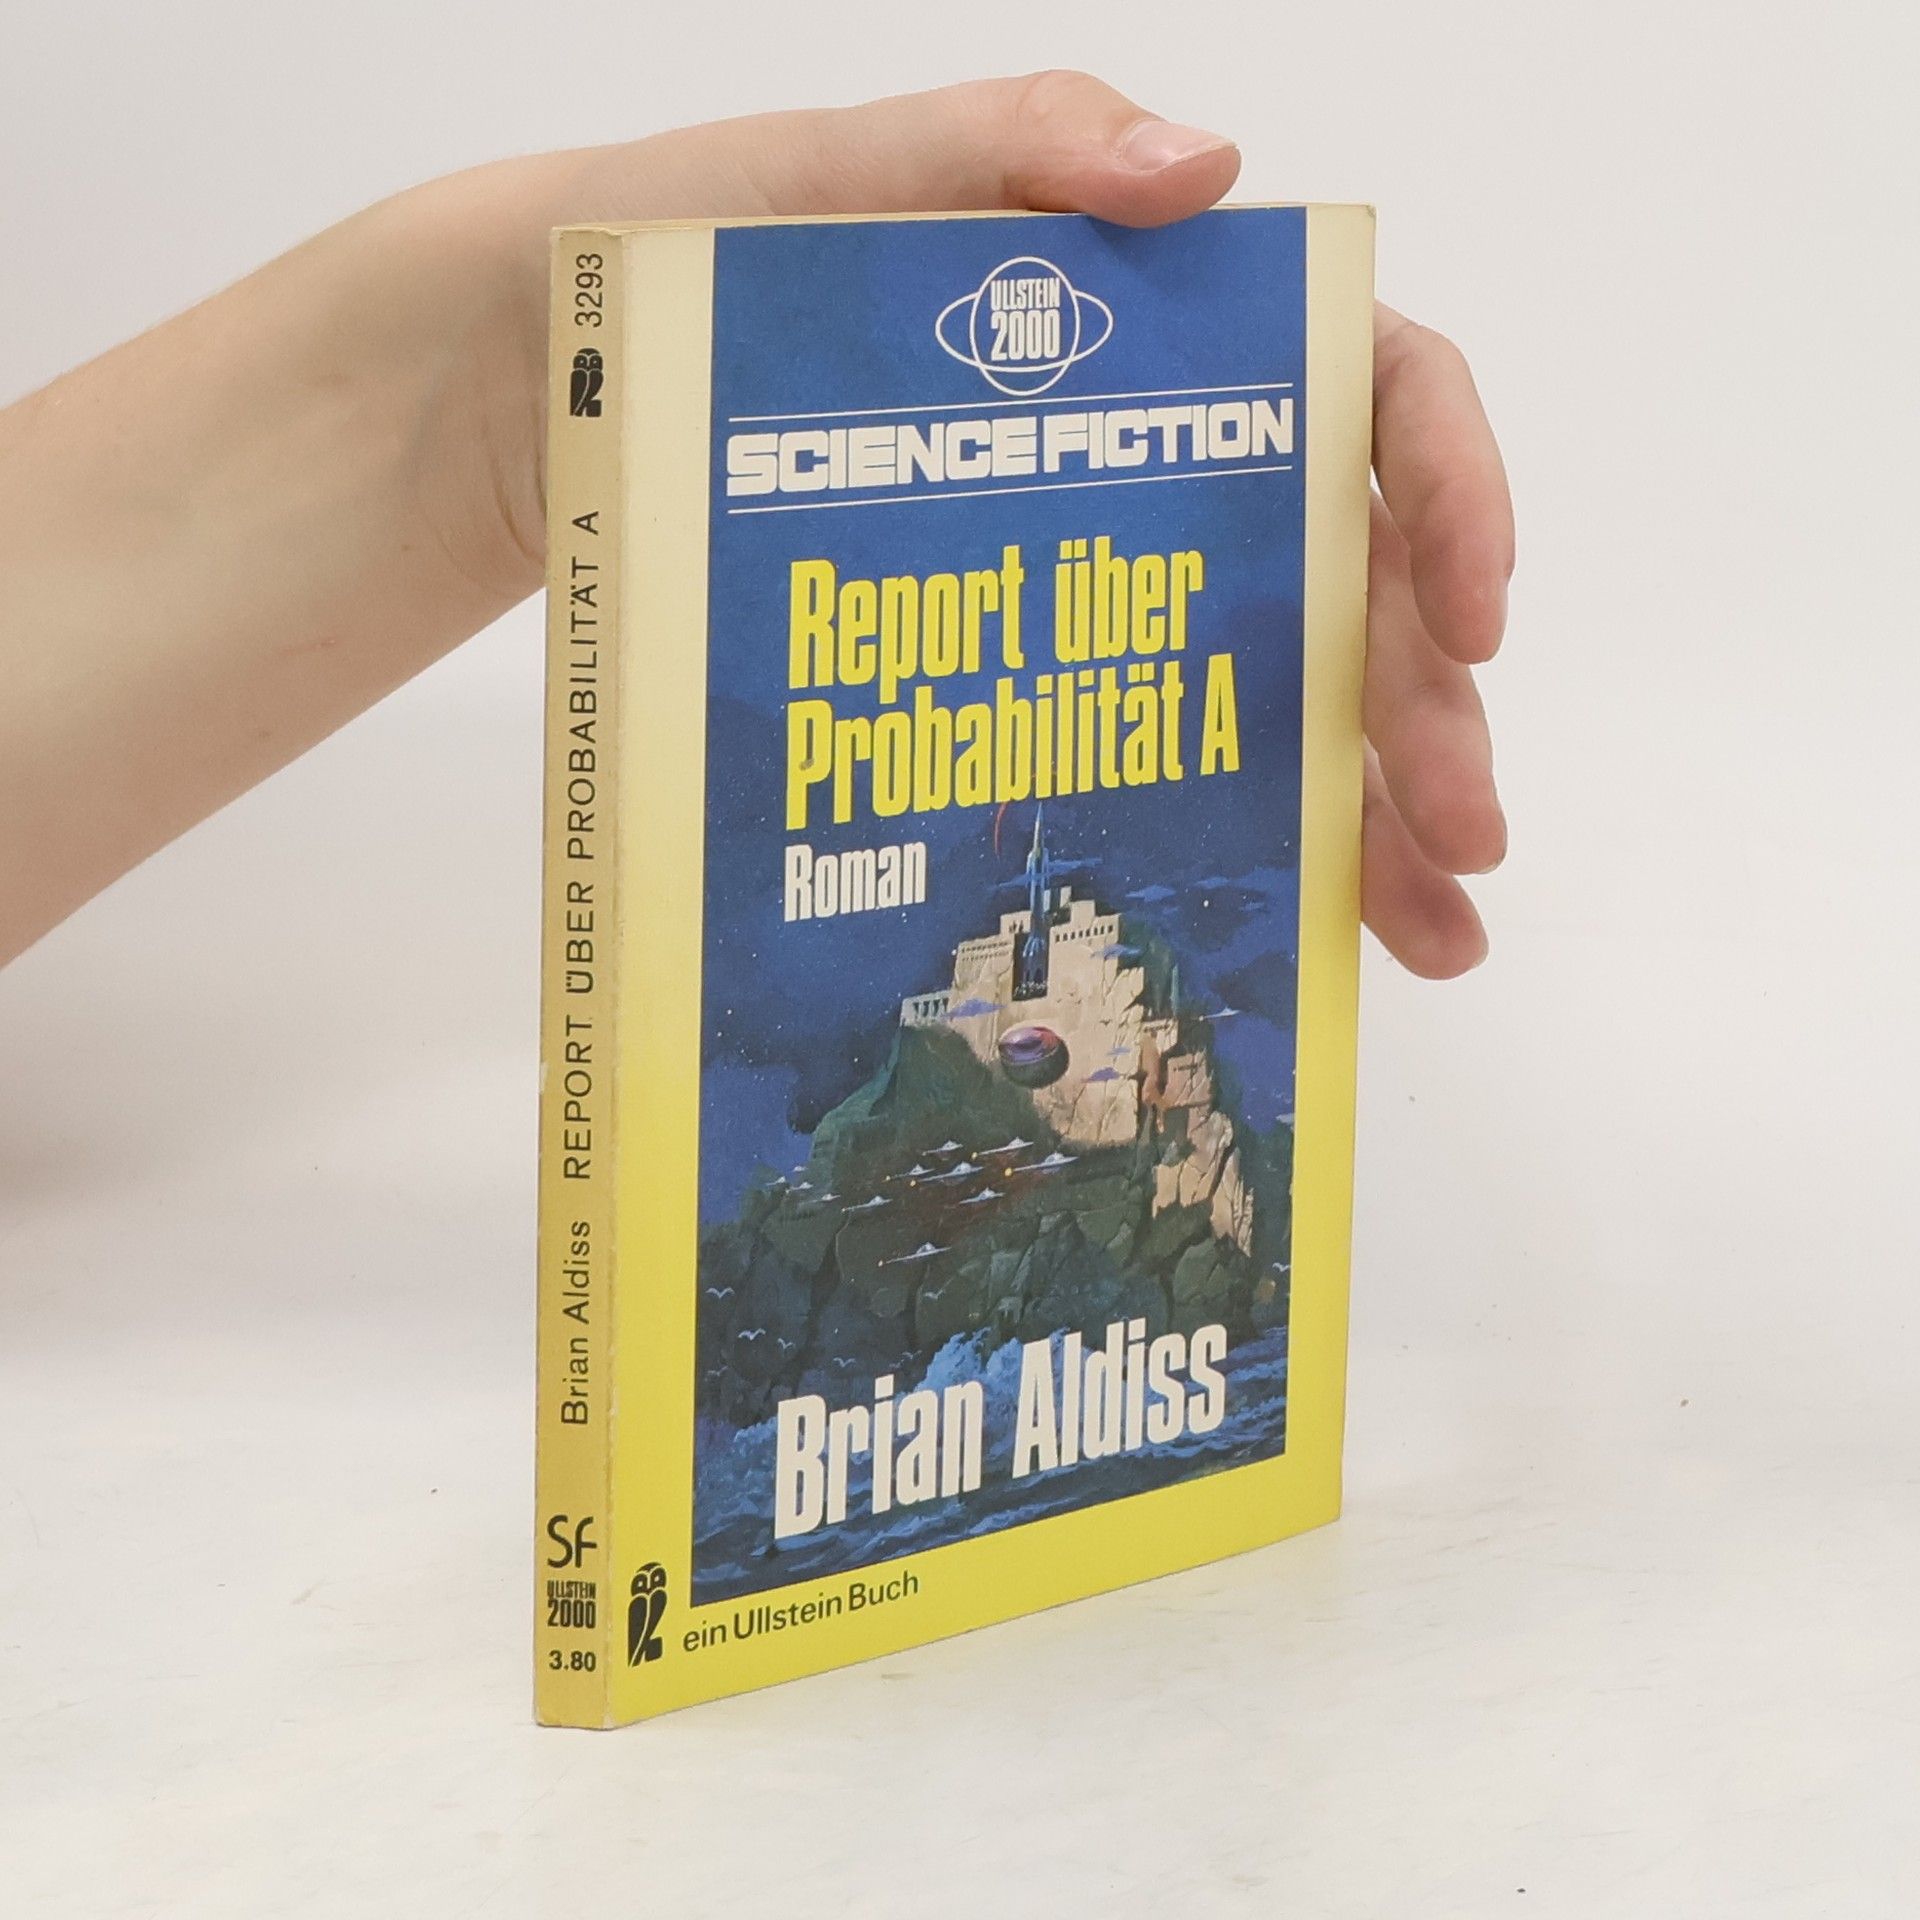 3293
Brian Aldiss REPORT ÜBER PROBABILITÄT A
Sf
ULLSTEIN
2000
3.80
ULLSTEIN
2000
SCIENCE FICTION
Report über
Probabilität A
Roman
Brian Aldiss
ein Ullstein Buch